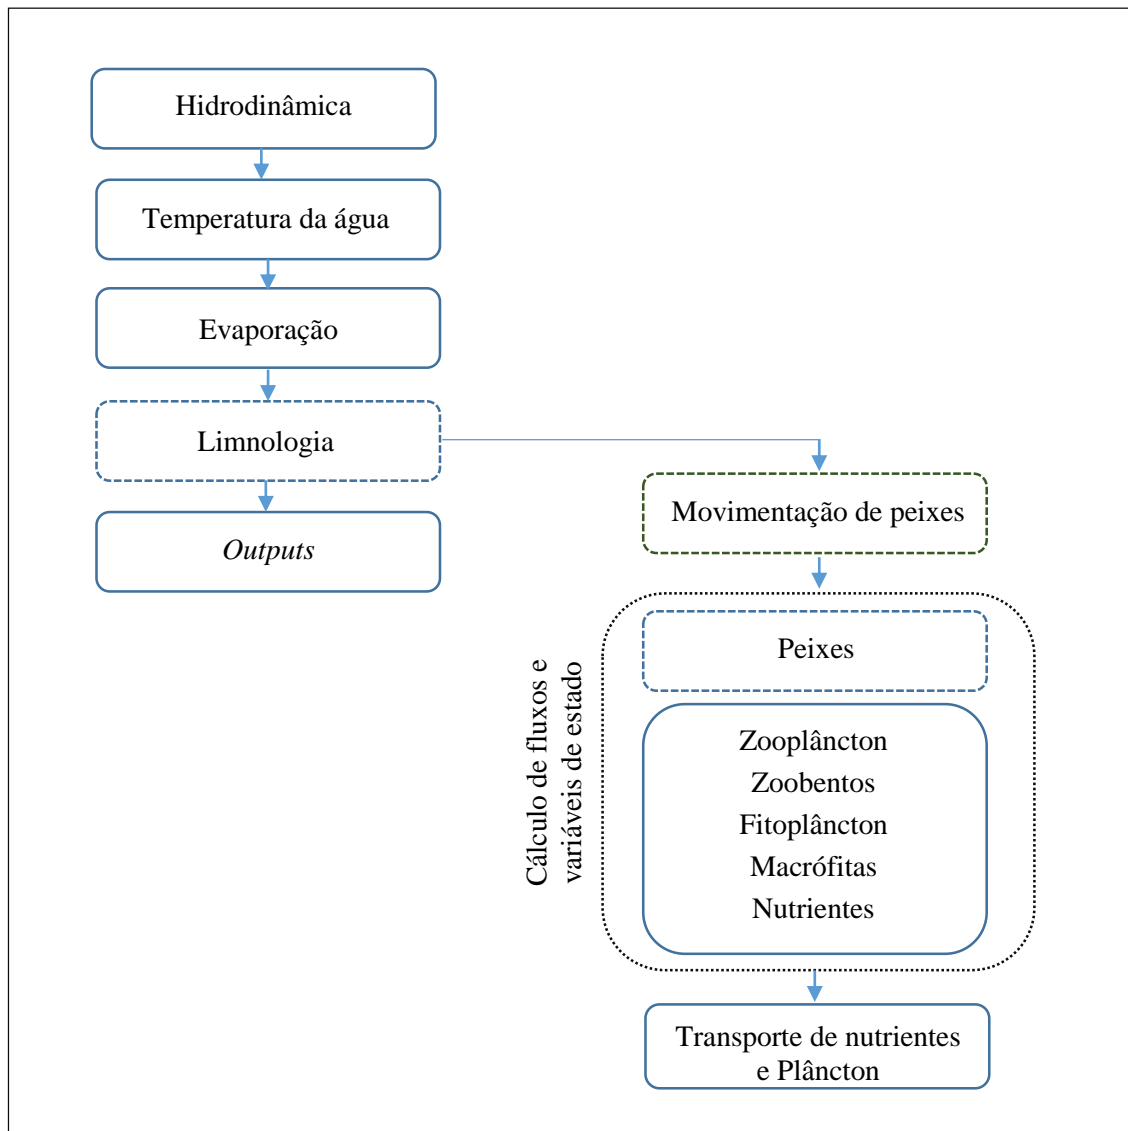 Hidrodinâmica
Temperatura da água
Evaporação
Limnologia
Outputs
Movimentação de peixes
Cálculo de fluxos e
variáveis de estado
Peixes
Zooplâncton
Zoobentos
Fitoplâncton
Macrófitas
Nutrientes
Transporte de nutrientes
e Plâncton